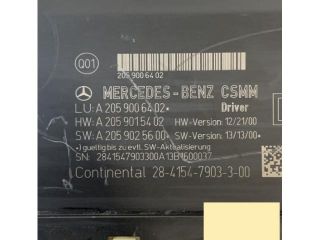 Q01
205 900 64 02
MERCEDES-BENZ CSMM
L.U: A 205 900 64 02* Driver
HW: A 205 901 54 02 HW-Version: 12/21/00
SW: A 205 902 56 00 SW-Version: 13/13/00*
*) gueltig bis zu evtl. SW-Aktualisierung
SN: 2841547903300A13B1500037
Continental 28-4154-7903-3-00